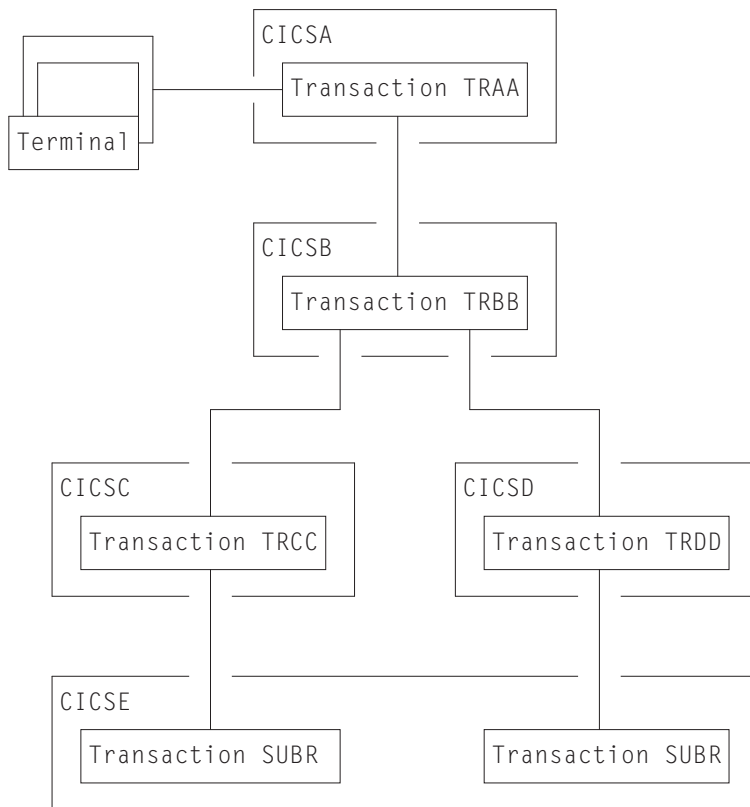 CICSA
Transaction TRAA
Terminal
CICSB
Transaction TRBB
CICSC
CICSD
Transaction TRCC
Transaction TRDD
CICSE
Transaction SUBR
Transaction SUBR